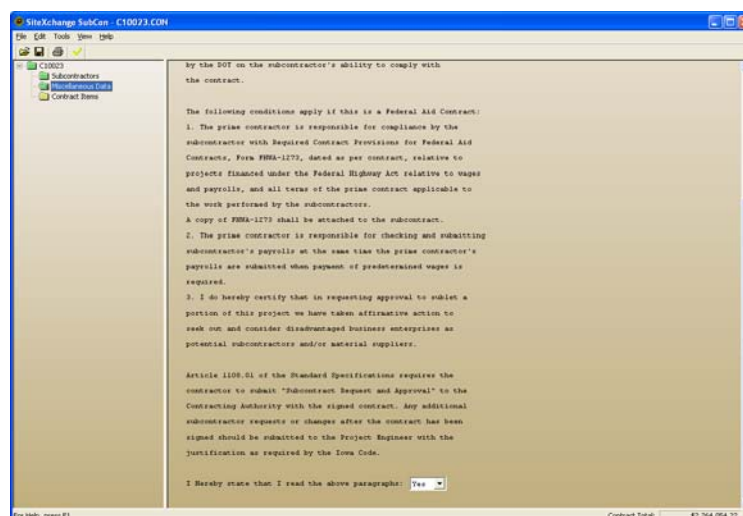 SiteXchange SubCon - C10023.CON
File Edit Tools View Help
C10023
Subcontractors
Miscellaneous Data
Contract Items
by the DOT on the subcontractor's ability to comply with
the contract.
The following conditions apply if this is a Federal Aid Contract:
1. The prime contractor is responsible for compliance by the
subcontractor with Required Contract Provisions for Federal Aid
Contracts, Form FHWA-1273, dated as per contract, relative to
projects financed under the Federal Highway Act relative to wages
and payrolls, and all terms of the prime contract applicable to
the work performed by the subcontractors.
A copy of FHWA-1273 shall be attached to the subcontract.
2. The prime contractor is responsible for checking and submitting
subcontractor's payrolls at the same time the prime contractor's
payrolls are submitted when payment of predetermined wages is
required.
3. I do hereby certify that in requesting approval to sublet a
portion of this project we have taken affirmative action to
seek out and consider disadvantaged business enterprises as
potential subcontractors and/or material suppliers.
Article 1108.01 of the Standard Specifications requires the
contractor to submit "Subcontract Request and Approval" to the
Contracting Authority with the signed contract. Any additional
subcontractor requests or changes after the contract has been
signed should be submitted to the Project Engineer with the
justification as required by the Iowa Code.
I Hereby state that I read the above paragraphs: Yes
For Help, press F1
Contract Total: